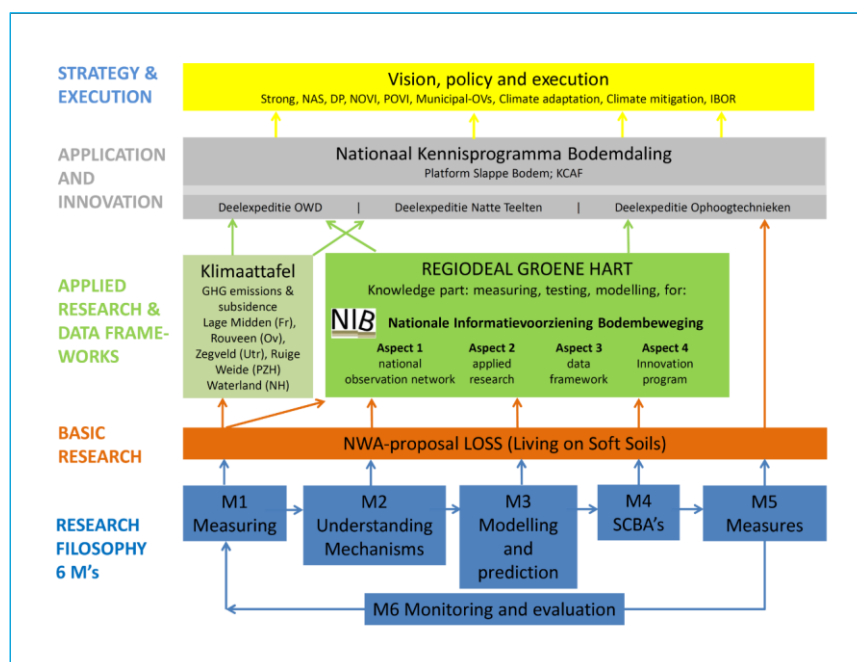 STRATEGY &
EXECUTION
Vision, policy and execution
Strong, NAS, DP, NOVI, POVI, Municipal-OVs, Climate adaptation, Climate mitigation, IBOR
APPLICATION
AND
INNOVATION
Nationaal Kennisprogramma Bodemdaling
Platform Slappe Bodem; KCAF
Deelexpeditie OWD | Deelexpeditie Natte Teelten | Deelexpeditie Ophoogtechnieken
APPLIED
RESEARCH &
DATA FRAME-
WORKS
Klimaattafel
GHG emissions &
subsidence
Lage Midden (Fr),
Rouveen (Ov),
Zegveld (Utr), Ruige
Weide (PZH)
Waterland (NH)
REGIODEAL GROENE HART
Knowledge part: measuring, testing, modelling, for:
NIB Nationale Informatievoorziening Bodembeweging
Aspect 1
national
observation network
Aspect 2
applied
research
Aspect 3
data
framework
Aspect 4
Innovation
program
BASIC
RESEARCH
NWA-proposal LOSS (Living on Soft Soils)
RESEARCH
FILOSOPHY
6 M's
M1
Measuring
M2
Understanding
Mechanisms
M3
Modelling
and
prediction
M4
SCBA's
M5
Measures
M6 Monitoring and evaluation